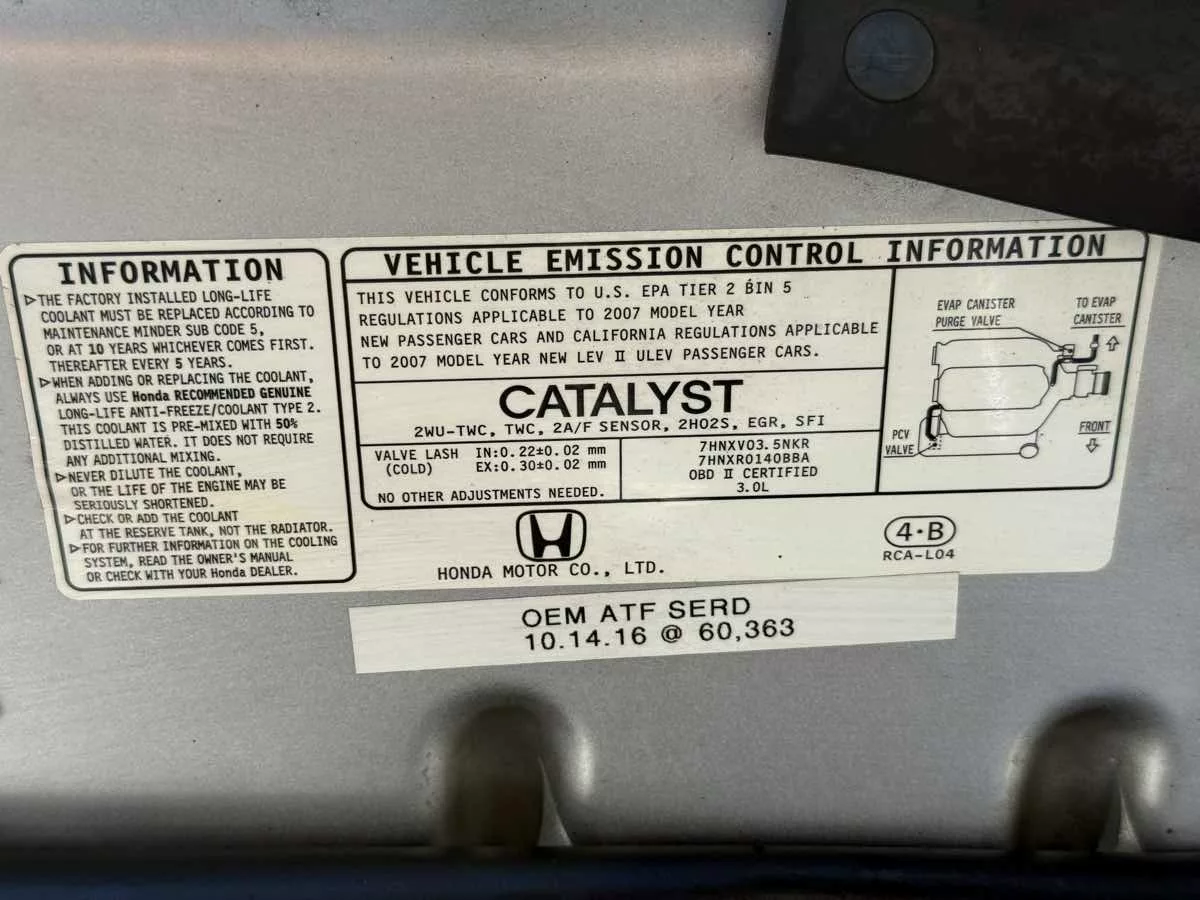 INFORMATION
▷THE FACTORY INSTALLED LONG-LIFE
COOLANT MUST BE REPLACED ACCORDING TO
MAINTENANCE MINDER SUB CODE 5,
OR AT 10 YEARS WHICHEVER COMES FIRST.
THEREAFTER EVERY 5 YEARS.
▷WHEN ADDING OR REPLACING THE COOLANT,
ALWAYS USE Honda RECOMMENDED GENUINE
LONG-LIFE ANTI-FREEZE/COOLANT TYPE 2.
THIS COOLANT IS PRE-MIXED WITH 50%
DISTILLED WATER. IT DOES NOT REQUIRE
ANY ADDITIONAL MIXING.
▷NEVER DILUTE THE COOLANT,
OR THE LIFE OF THE ENGINE MAY BE
SERIOUSLY SHORTENED.
▷CHECK OR ADD THE COOLANT
AT THE RESERVE TANK, NOT THE RADIATOR.
▷FOR FURTHER INFORMATION ON THE COOLING
SYSTEM, READ THE OWNER'S MANUAL
OR CHECK WITH YOUR Honda DEALER.
VEHICLE EMISSION CONTROL INFORMATION
THIS VEHICLE CONFORMS TO U.S. EPA TIER 2 BIN 5
REGULATIONS APPLICABLE TO 2007 MODEL YEAR
NEW PASSENGER CARS AND CALIFORNIA REGULATIONS APPLICABLE
TO 2007 MODEL YEAR NEW LEV II ULEV PASSENGER CARS.
CATALYST
2WU-TWC, TWC, 2A/F SENSOR, 2HO2S, EGR, SFI
VALVE LASH IN:0.22±0.02 mm
(COLD) EX:0.30±0.02 mm
NO OTHER ADJUSTMENTS NEEDED.
7HNXV03.5NKR
7HNXR0140BBA
OBD II CERTIFIED
3.0L
EVAP CANISTER
PURGE VALVE
TO EVAP
CANISTER
PCV
VALVE
FRONT
HONDA MOTOR CO., LTD.
4·B
RCA-L04
OEM ATF SERD
10.14.16 @ 60,363